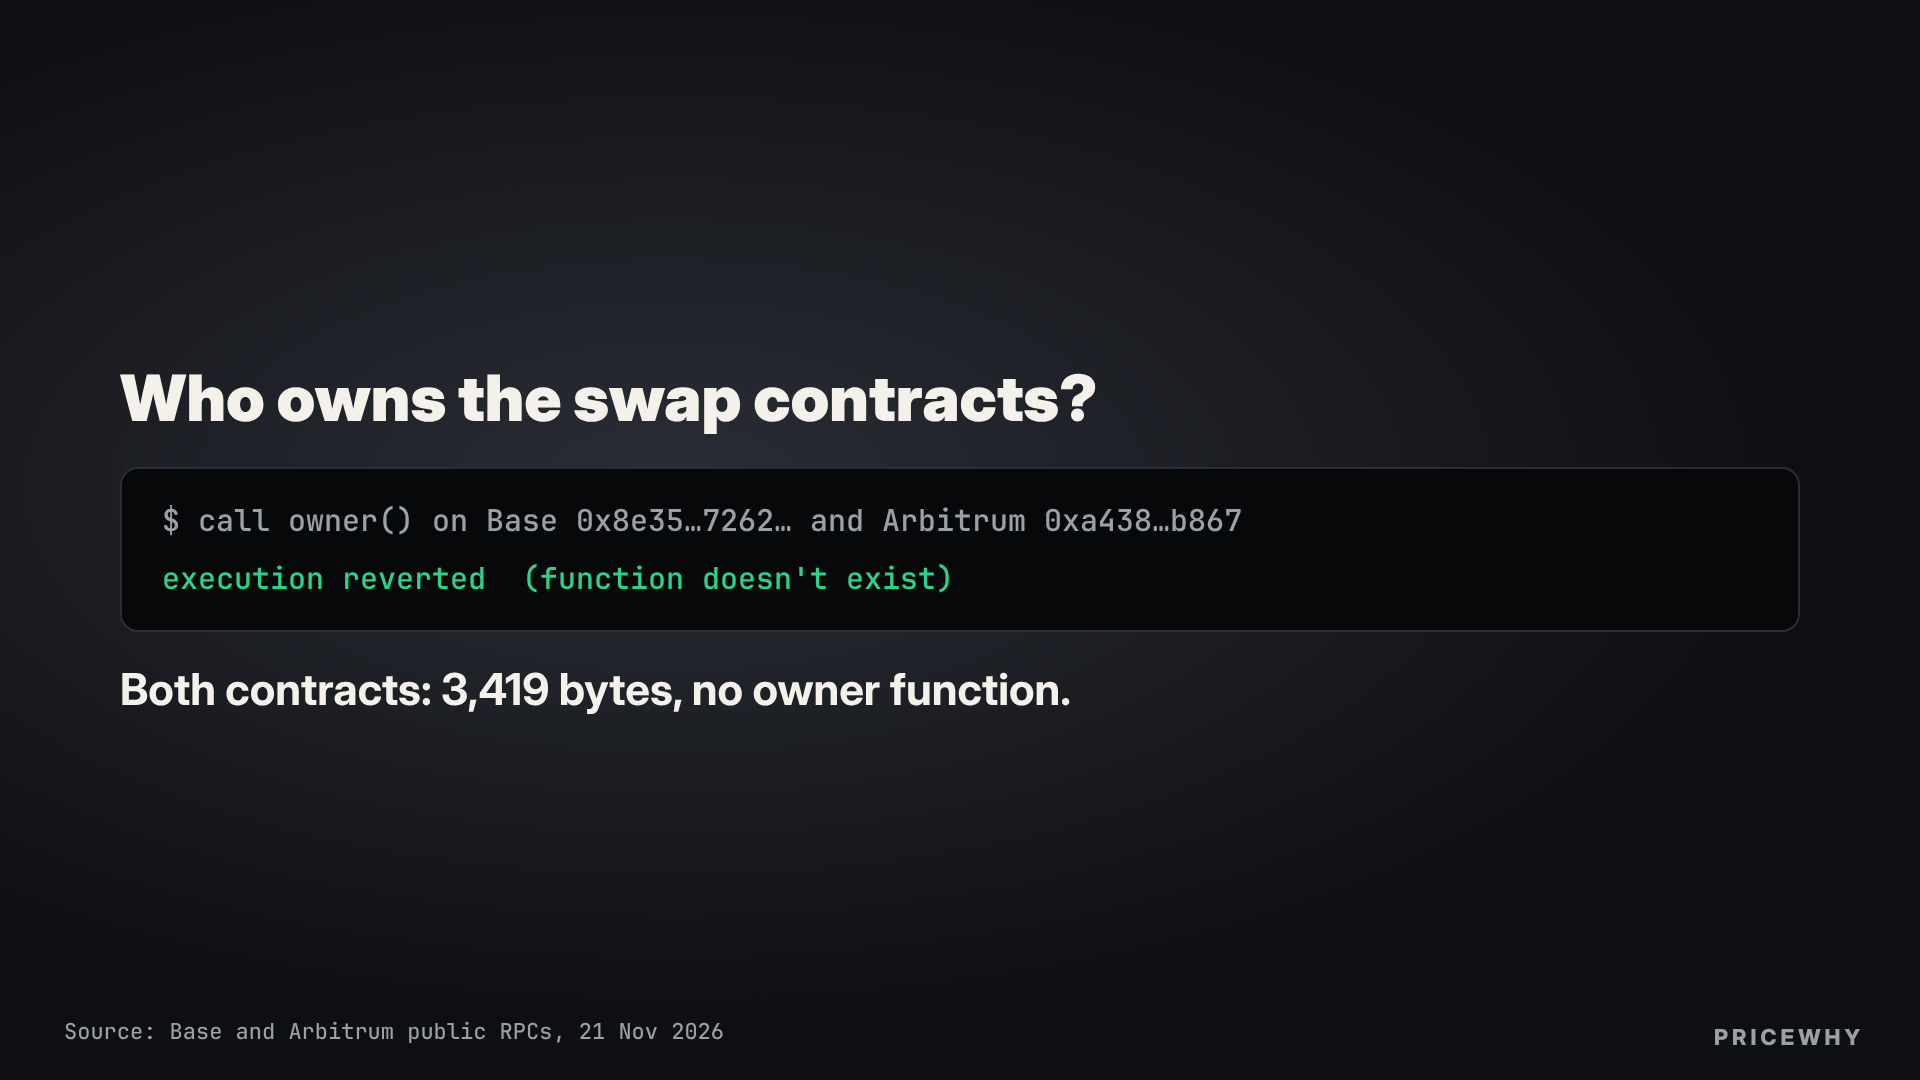 Who owns the swap contracts?
$ call owner() on Base 0x8e35…7262… and Arbitrum 0xa438…b867
execution reverted  (function doesn't exist)
Both contracts: 3,419 bytes, no owner function.
Source: Base and Arbitrum public RPCs, 21 Nov 2026
PRICEWHY